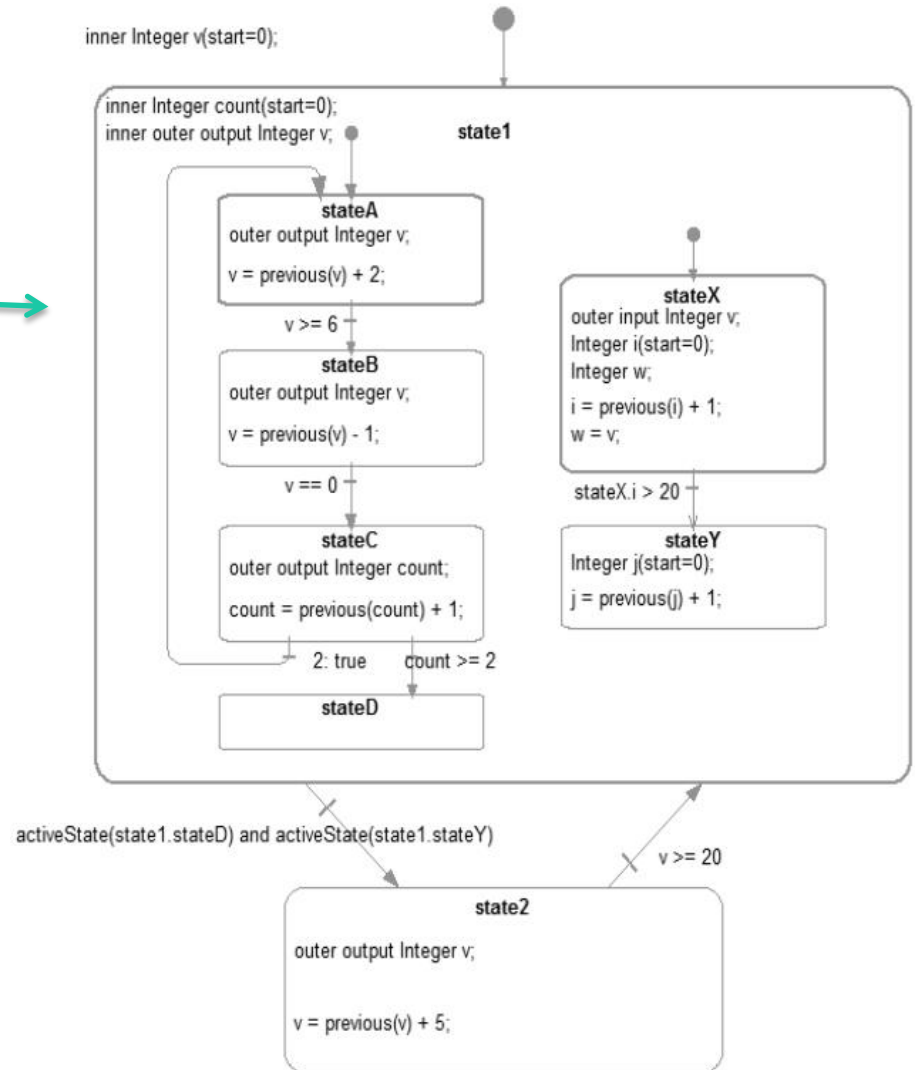 inner Integer v(start=0);
inner Integer count(start=0);
inner outer output Integer v;
state1
stateA
outer output Integer v;
v = previous(v) + 2;
v >= 6
stateB
outer output Integer v;
v = previous(v) - 1;
v == 0
stateC
outer output Integer count;
count = previous(count) + 1;
2: true
count >= 2
stateD
stateX
outer input Integer v;
Integer i(start=0);
Integer w;
i = previous(i) + 1;
w = v;
stateX.i > 20
stateY
Integer j(start=0);
j = previous(j) + 1;
activeState(state1.stateD) and activeState(state1.stateY)
v >= 20
state2
outer output Integer v;
v = previous(v) + 5;